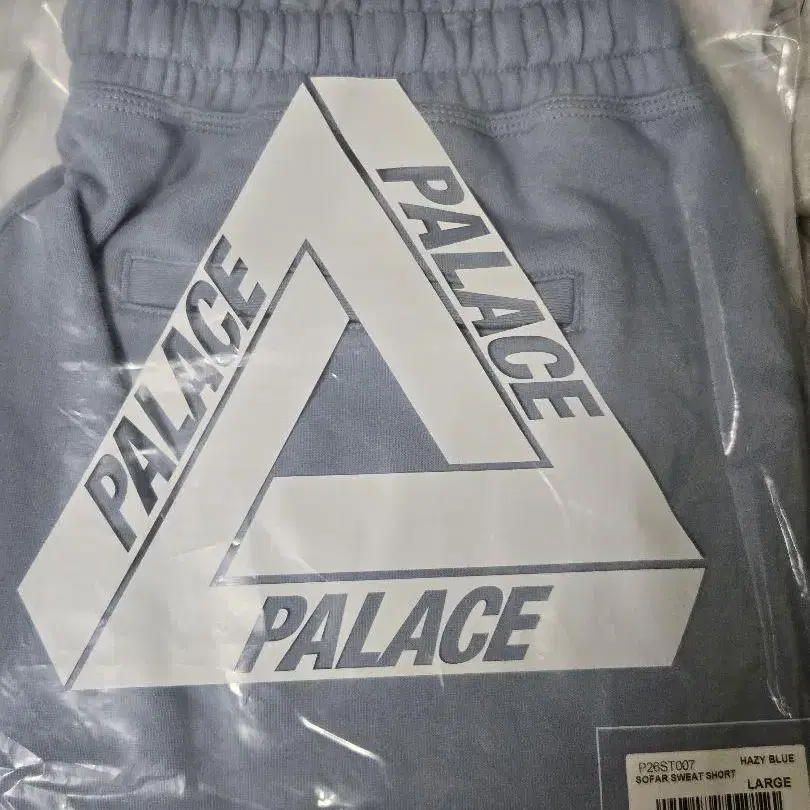 PALACE
PALACE
PALACE
P26ST007 HAZY BLUE
SOFAR SWEAT SHORT LARGE